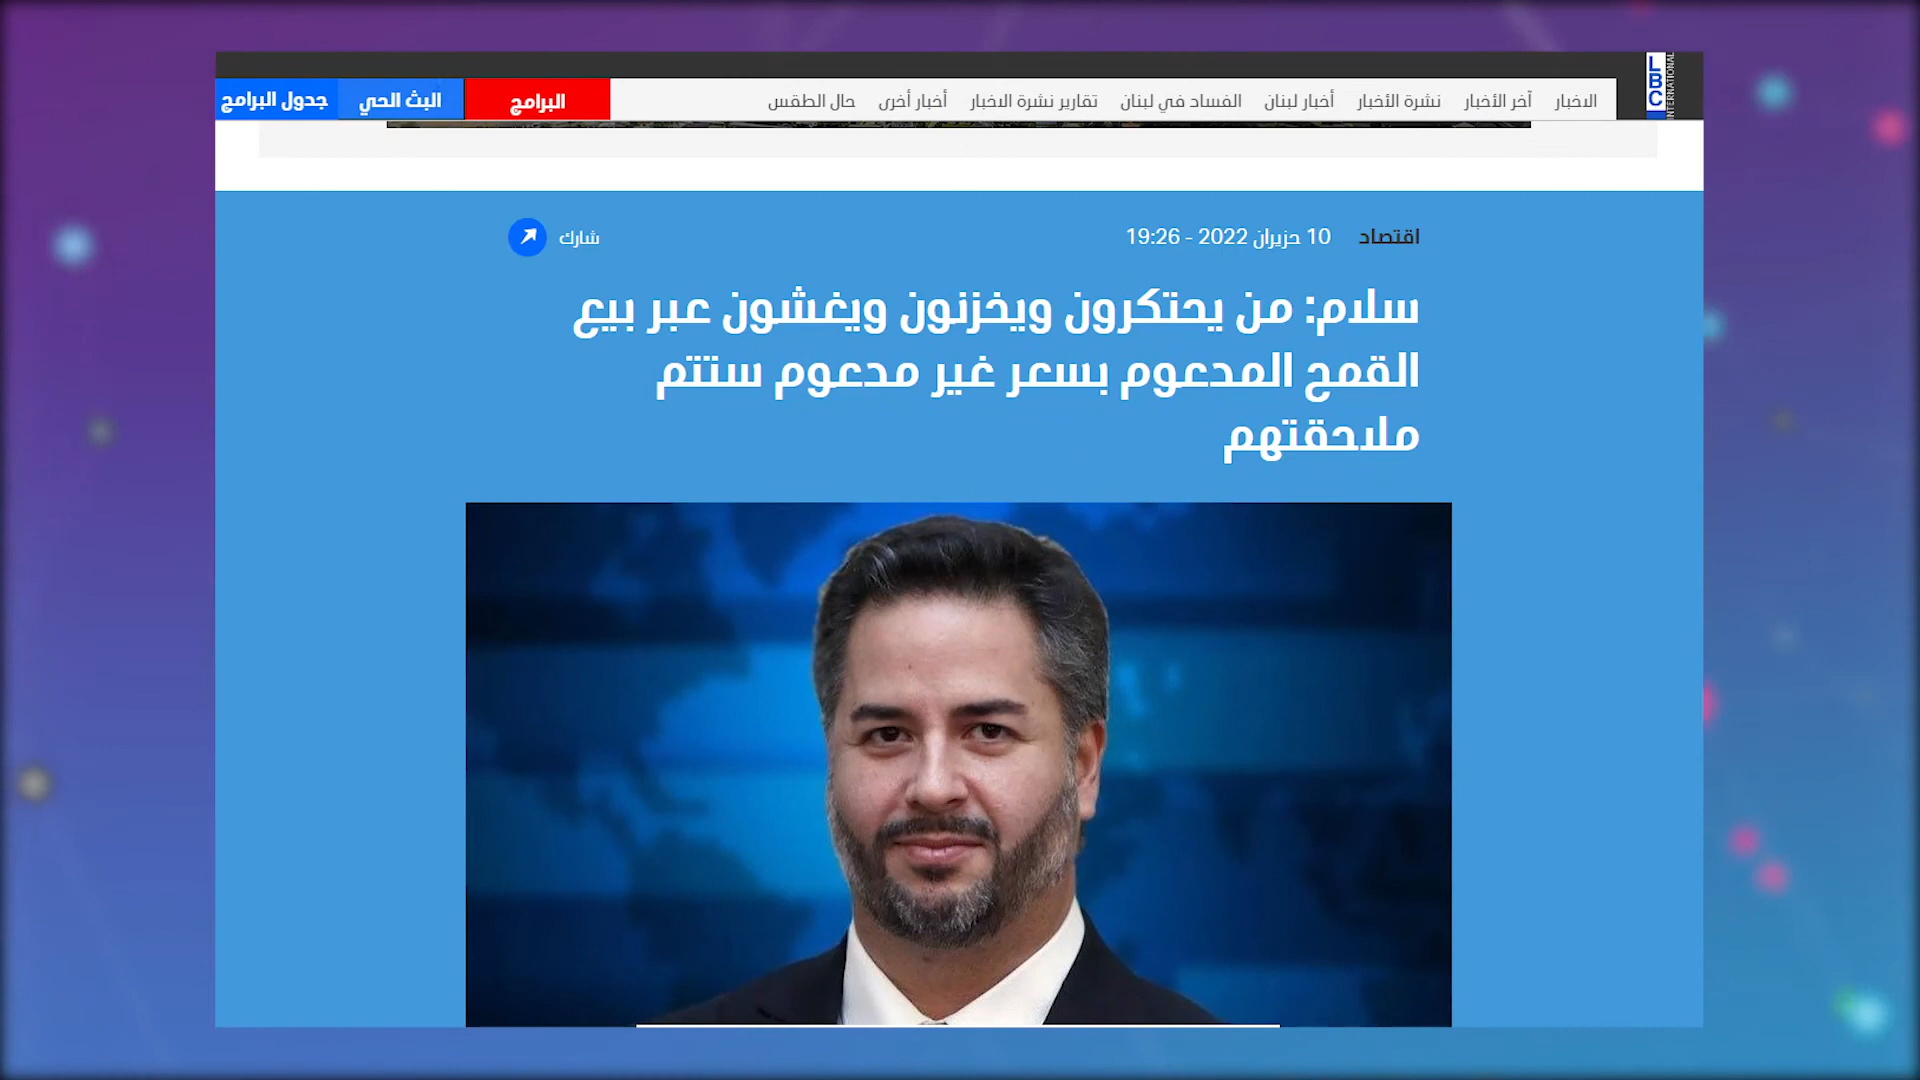 LBC
INTERNATIONAL
الاخبار آخر الأخبار نشرة الأخبار أخبار لبنان الفساد في لبنان تقارير نشرة الاخبار أخبار أخرى حال الطقس البرامج البث الحي جدول البرامج
اقتصاد 10 حزيران 2022 - 19:26 شارك
سلام: من يحتكرون ويخزنون ويغشون عبر بيع
القمح المدعوم بسعر غير مدعوم ستتم
ملاحقتهم